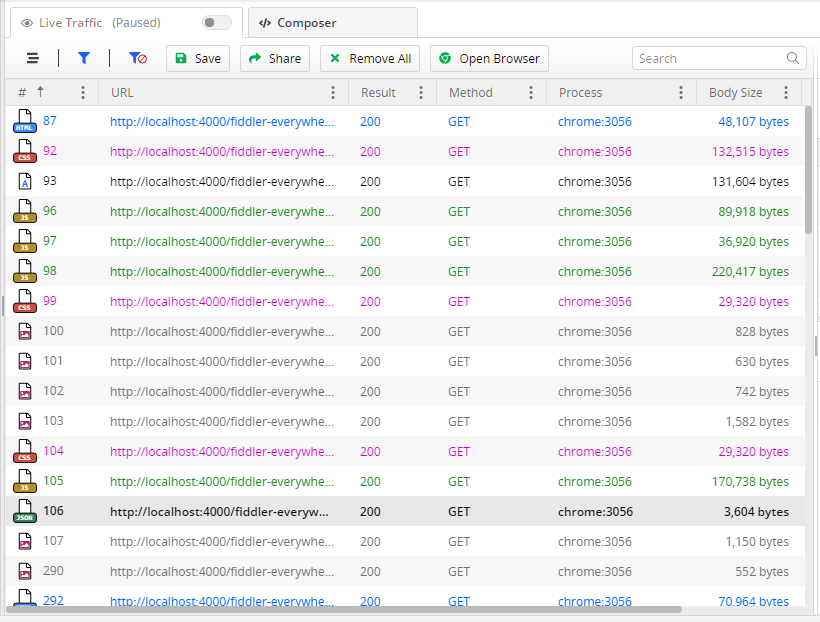 Live Traffic (Paused) Composer
Save Share Remove All Open Browser Search
# URL Result Method Process Body Size
HTML 87 http://localhost:4000/fiddler-everywhe... 200 GET chrome:3056 48,107 bytes
CSS 92 http://localhost:4000/fiddler-everywhe... 200 GET chrome:3056 132,515 bytes
A 93 http://localhost:4000/fiddler-everywhe... 200 GET chrome:3056 131,604 bytes
JS 96 http://localhost:4000/fiddler-everywhe... 200 GET chrome:3056 89,918 bytes
JS 97 http://localhost:4000/fiddler-everywhe... 200 GET chrome:3056 36,920 bytes
JS 98 http://localhost:4000/fiddler-everywhe... 200 GET chrome:3056 220,417 bytes
CSS 99 http://localhost:4000/fiddler-everywhe... 200 GET chrome:3056 29,320 bytes
100 http://localhost:4000/fiddler-everywhe... 200 GET chrome:3056 828 bytes
101 http://localhost:4000/fiddler-everywhe... 200 GET chrome:3056 630 bytes
102 http://localhost:4000/fiddler-everywhe... 200 GET chrome:3056 742 bytes
103 http://localhost:4000/fiddler-everywhe... 200 GET chrome:3056 1,582 bytes
CSS 104 http://localhost:4000/fiddler-everywhe... 200 GET chrome:3056 29,320 bytes
JS 105 http://localhost:4000/fiddler-everywhe... 200 GET chrome:3056 170,738 bytes
JSON 106 http://localhost:4000/fiddler-everyw... 200 GET chrome:3056 3,604 bytes
107 http://localhost:4000/fiddler-everywhe... 200 GET chrome:3056 1,150 bytes
290 http://localhost:4000/fiddler-everywhe... 200 GET chrome:3056 552 bytes
292 http://localhost:4000/fiddler-everywhe... 200 GET chrome:3056 70,964 bytes